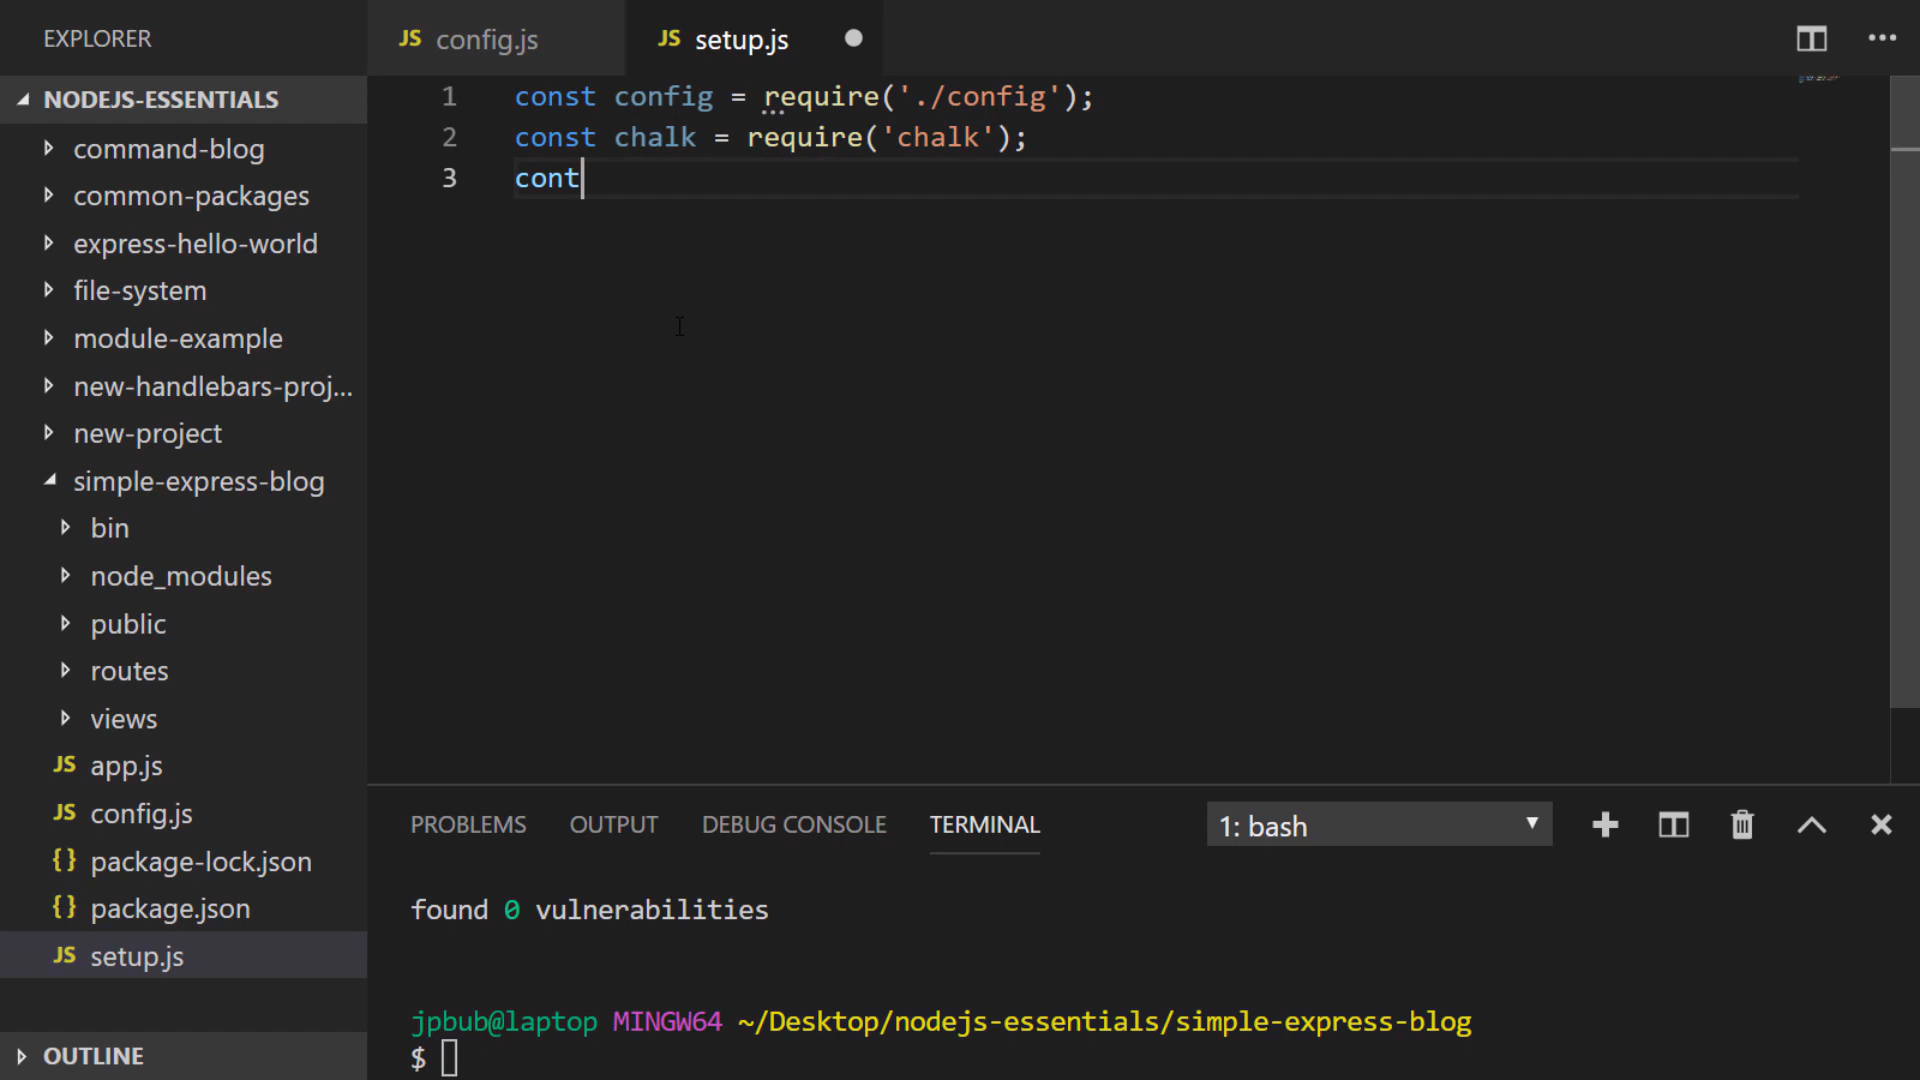 EXPLORER
NODEJS-ESSENTIALS
command-blog
common-packages
express-hello-world
file-system
module-example
new-handlebars-proj...
new-project
simple-express-blog
bin
node_modules
public
routes
views
JS app.js
JS config.js
{} package-lock.json
{} package.json
JS setup.js
OUTLINE
JS config.js
JS setup.js
1 const config = require('./config');
2 const chalk = require('chalk');
3 cont
PROBLEMS OUTPUT DEBUG CONSOLE TERMINAL
1: bash
found 0 vulnerabilities
jpbub@laptop MINGW64 ~/Desktop/nodejs-essentials/simple-express-blog
$